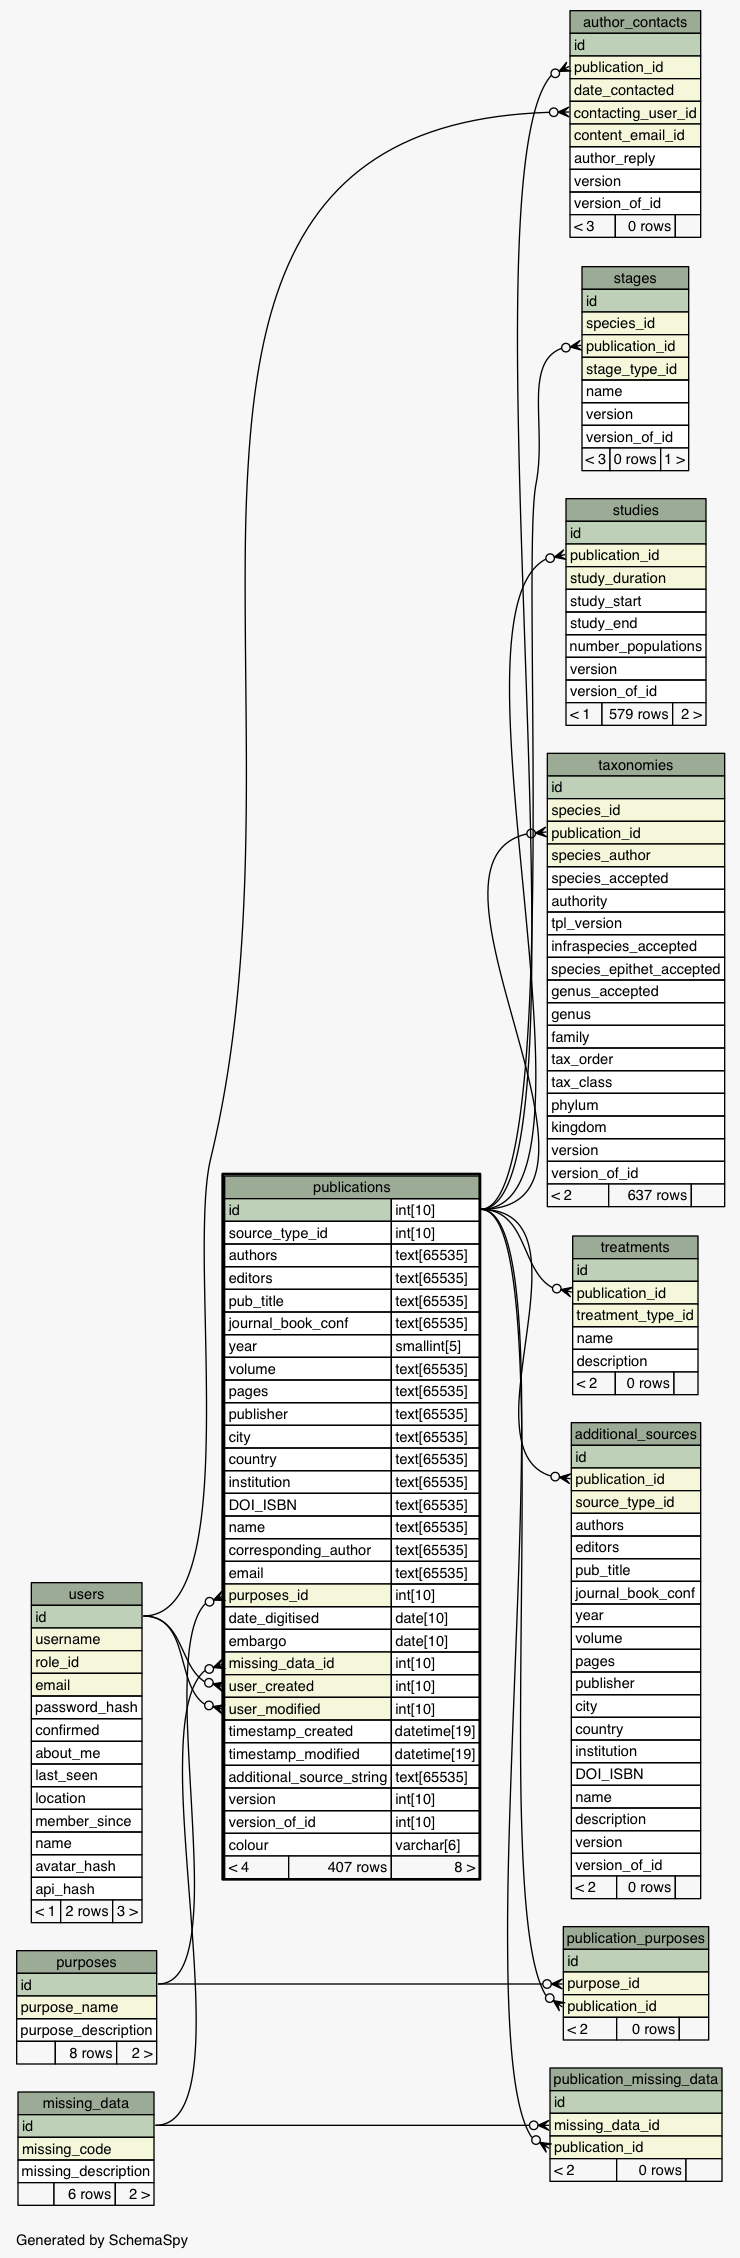 author_contacts
id
publication_id
date_contacted
contacting_user_id
content_email_id
author_reply
version
version_of_id
< 3 0 rows
stages
id
species_id
publication_id
stage_type_id
name
version
version_of_id
< 3 0 rows 1 >
studies
id
publication_id
study_duration
study_start
study_end
number_populations
version
version_of_id
< 1 579 rows 2 >
taxonomies
id
species_id
publication_id
species_author
species_accepted
authority
tpl_version
infraspecies_accepted
species_epithet_accepted
genus_accepted
genus
family
tax_order
tax_class
phylum
kingdom
version
version_of_id
< 2 637 rows
publications
id int[10]
source_type_id int[10]
authors text[65535]
editors text[65535]
pub_title text[65535]
journal_book_conf text[65535]
year smallint[5]
volume text[65535]
pages text[65535]
publisher text[65535]
city text[65535]
country text[65535]
institution text[65535]
DOI_ISBN text[65535]
name text[65535]
corresponding_author text[65535]
email text[65535]
purposes_id int[10]
date_digitised date[10]
embargo date[10]
missing_data_id int[10]
user_created int[10]
user_modified int[10]
timestamp_created datetime[19]
timestamp_modified datetime[19]
additional_source_string text[65535]
version int[10]
version_of_id int[10]
colour varchar[6]
< 4 407 rows 8 >
treatments
id
publication_id
treatment_type_id
name
description
< 2 0 rows
additional_sources
id
publication_id
source_type_id
authors
editors
pub_title
journal_book_conf
year
volume
pages
publisher
city
country
institution
DOI_ISBN
name
description
version
version_of_id
< 2 0 rows
users
id
username
role_id
email
password_hash
confirmed
about_me
last_seen
location
member_since
name
avatar_hash
api_hash
< 1 2 rows 3 >
publication_purposes
id
purpose_id
publication_id
< 2 0 rows
purposes
id
purpose_name
purpose_description
8 rows 2 >
publication_missing_data
id
missing_data_id
publication_id
< 2 0 rows
missing_data
id
missing_code
missing_description
6 rows 2 >
Generated by SchemaSpy